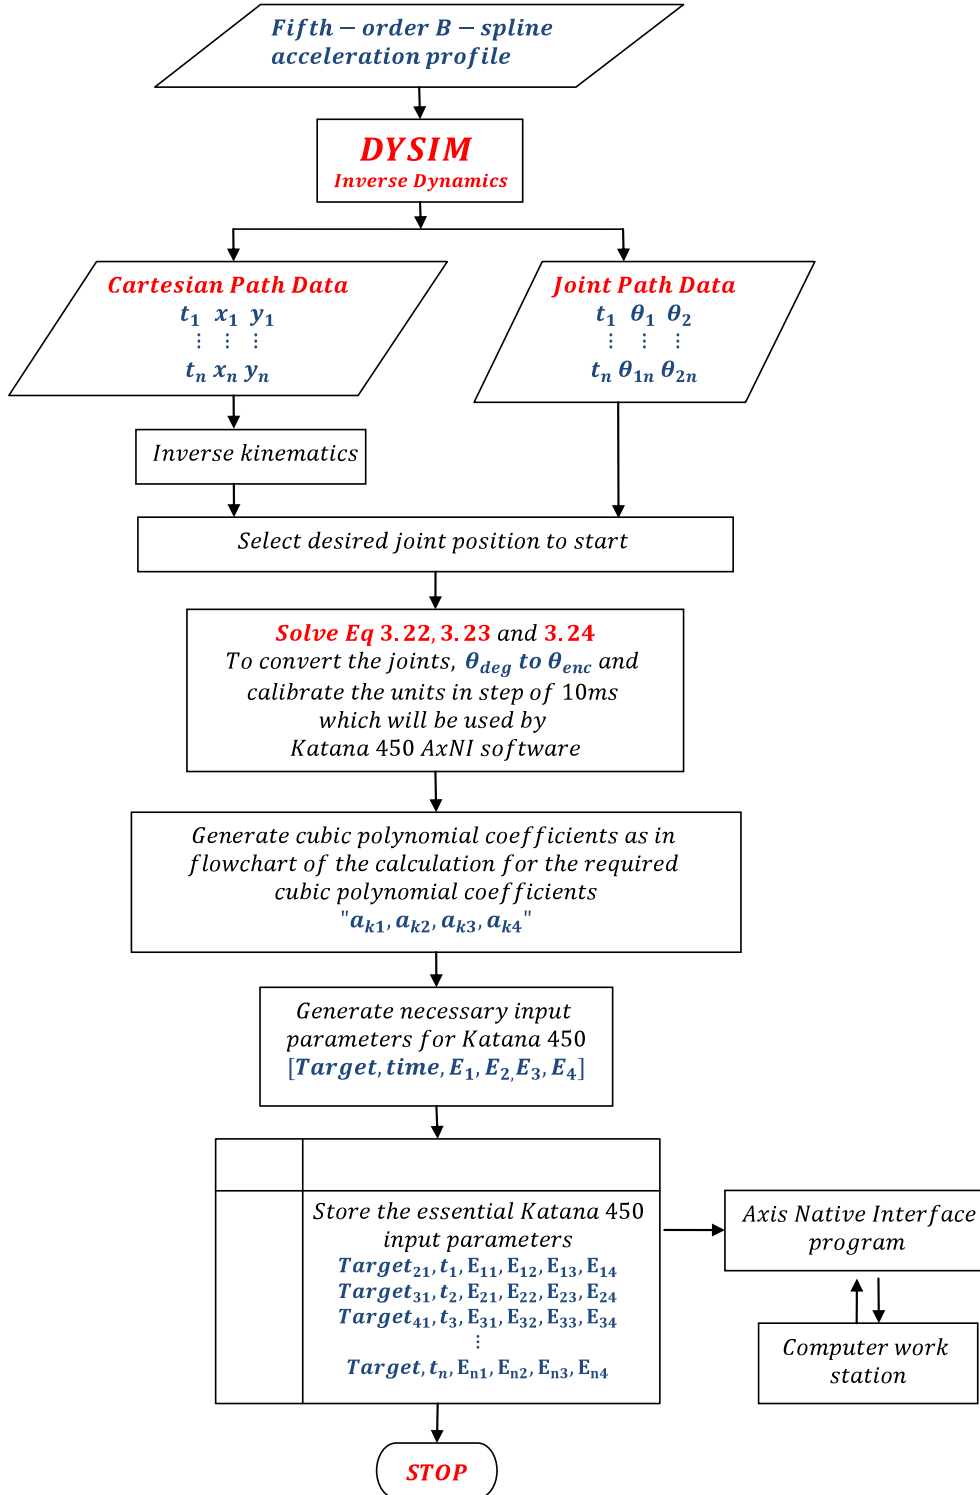 Fifth − order B − spline
acceleration profile
DYSIM
Inverse Dynamics
Cartesian Path Data
t₁ x₁ y₁
⋮ ⋮ ⋮
tₙ xₙ yₙ
Joint Path Data
t₁ θ₁ θ₂
⋮ ⋮ ⋮
tₙ θ₁ₙ θ₂ₙ
Inverse kinematics
Select desired joint position to start
Solve Eq 3.22, 3.23 and 3.24
To convert the joints, θ_deg to θ_enc and
calibrate the units in step of 10ms
which will be used by
Katana 450 AxNI software
Generate cubic polynomial coefficients as in
flowchart of the calculation for the required
cubic polynomial coefficients
"a_k1, a_k2, a_k3, a_k4"
Generate necessary input
parameters for Katana 450
[Target, time, E₁, E₂, E₃, E₄]
Store the essential Katana 450
input parameters
Target₂₁, t₁, E₁₁, E₁₂, E₁₃, E₁₄
Target₃₁, t₂, E₂₁, E₂₂, E₂₃, E₂₄
Target₄₁, t₃, E₃₁, E₃₂, E₃₃, E₃₄
⋮
Target, tₙ, Eₙ₁, Eₙ₂, Eₙ₃, Eₙ₄
Axis Native Interface
program
Computer work
station
STOP